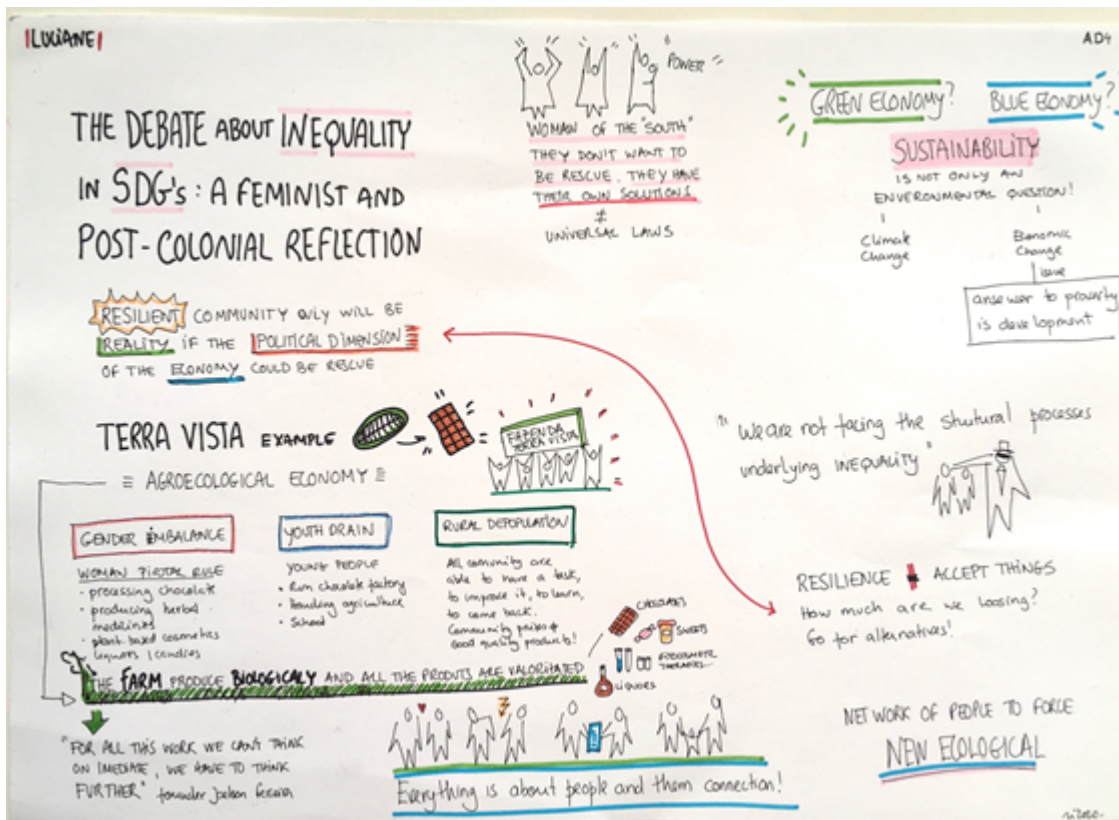 LUCIANE
AD4
THE DEBATE ABOUT INEQUALITY
IN SDG's: A FEMINIST AND
POST-COLONIAL REFLECTION
"POWER"
WOMAN OF THE "SOUTH"
THEY DON'T WANT TO
BE RESCUE, THEY HAVE
THEIR OWN SOLUTIONS
≠
UNIVERSAL LAWS
GREEN ECONOMY?
BLUE ECONOMY?
SUSTAINABILITY
IS NOT ONLY AN
ENVERONMENTAL QUESTION!
Climate
Change
Economic
Change
issue
answer to proverty
is development
RESILIENT COMMUNITY ONLY WILL BE
REALITY IF THE POLITICAL DIMENSION
OF THE ECONOMY COULD BE RESCUE
TERRA VISTA EXAMPLE
FAZENDA
TERRA VISTA
AGROECOLOGICAL ECONOMY
GENDER IMBALANCE
WOMAN PIVOTAL
· processing chocolate
· producing herbal
medicines
· plant based cosmetics
liquors / candies
YOUTH DRAIN
YOUNG PEOPLE
· Run chocolate factory
· agriculture
· School
RURAL DEPOPULATION
All comunity are
able to have a task,
to improve it, to learn,
to come back.
Community
Good quality products!
CHOCOLATES
SWEETS
LIQUORS
THE FARM PRODUCE BIOLOGICALY AND ALL THE PRODUTS ARE VALORITATED
"FOR ALL THIS WORK WE CAN'T THINK
ON IMEDIATE, WE HAVE TO THINK
FURTHER" founder
Everything is about people and them connection!
"We are not facing the shutural processes
underlying INEQUALITY"
RESILIENCE ≠ ACCEPT THINGS
How much are we loosing?
Go for alternatives!
NETWORK OF PEOPLE TO FORCE
NEW ECOLOGICAL